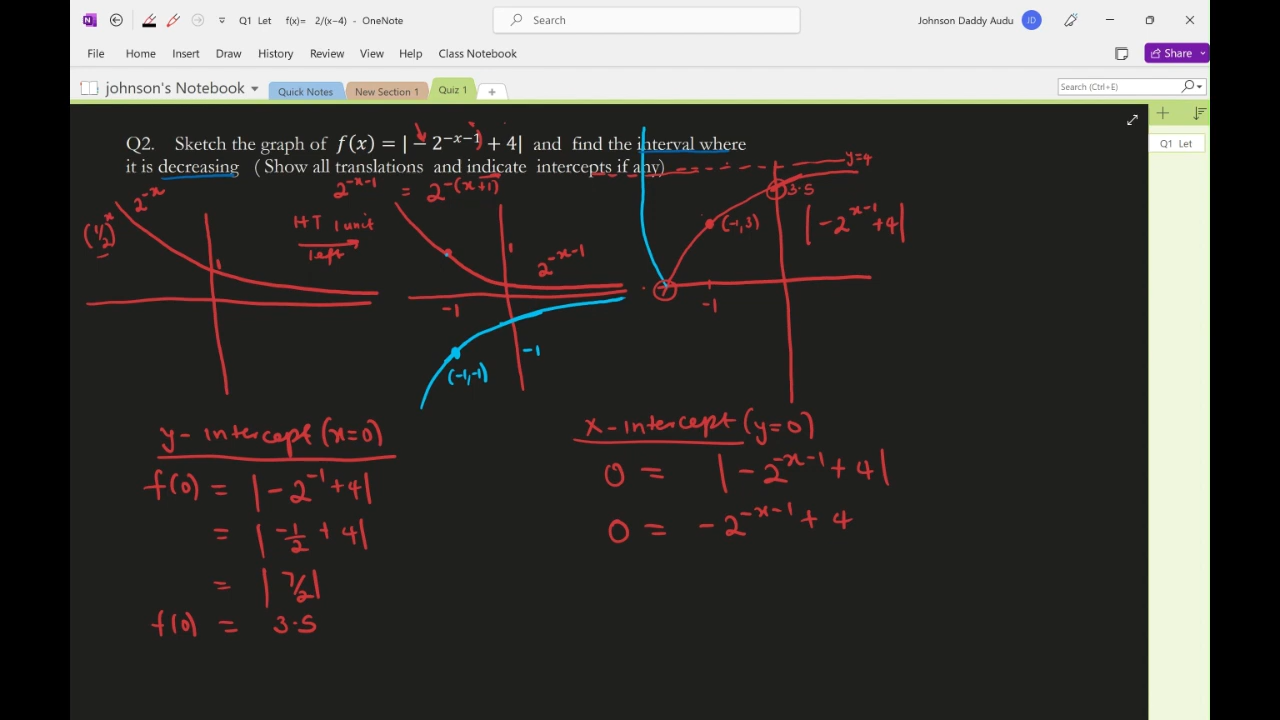 Q1 Let f(x)= 2/(x−4) - OneNote
Search
Johnson Daddy Audu JD
File Home Insert Draw History Review View Help Class Notebook
Share
johnson's Notebook
Quick Notes
New Section 1
Quiz 1
+
Search (Ctrl+E)
Q1 Let
Q2. Sketch the graph of f(x) = | − 2^{−x−1} + 4| and find the interval where
it is decreasing ( Show all translations and indicate intercepts if any)
y=4
2^{-x}
(1/2)^x
1
HT 1 unit
left
2^{-x-1} = 2^{-(x+1)}
1
2^{-x-1}
-1
-1
(-1,-1)
3.5
(-1,3)
|-2^{x-1}+4|
-1
y-intercept (x=0)
f(0) = |-2^{-1}+4|
= |-1/2 + 4|
= |7/2|
f(0) = 3.5
x-intercept (y=0)
0 = |-2^{-x-1}+4|
0 = -2^{-x-1} + 4